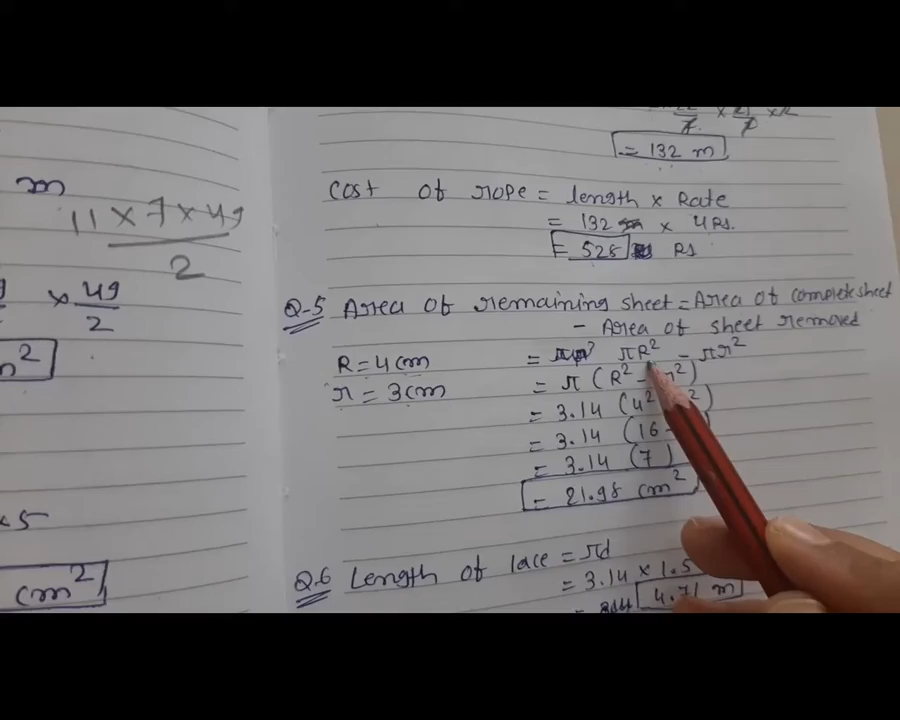 m
11 × 7 × 49
2
× 49
2
m²
× 5
cm²
= 132 m
Cost of rope = length × Rate
= 132 × 4 Rs.
= 528 Rs
Q-5 Area of remaining sheet = Area of complete sheet
- Area of sheet removed
R = 4 cm
= πR² - πr²
r = 3 cm
= π (R² - r²)
= 3.14 (4²
= 3.14 (16
= 3.14 (7)
= 21.98 cm²
Q.6 Length of lace = πd
= 3.14 × 1.5
= 4.71 m